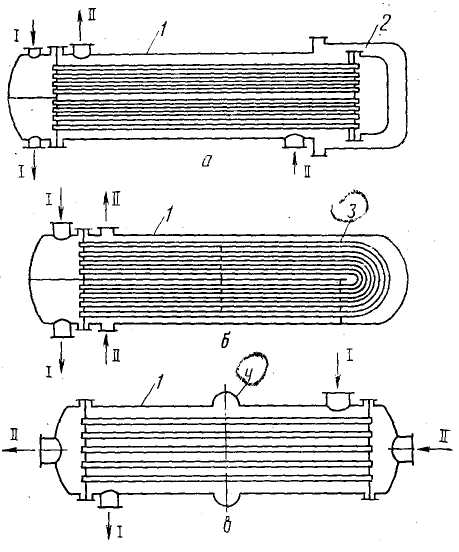 I II 1 2
I а II
I II 1 3
I II б
1 4 I
II II
I в